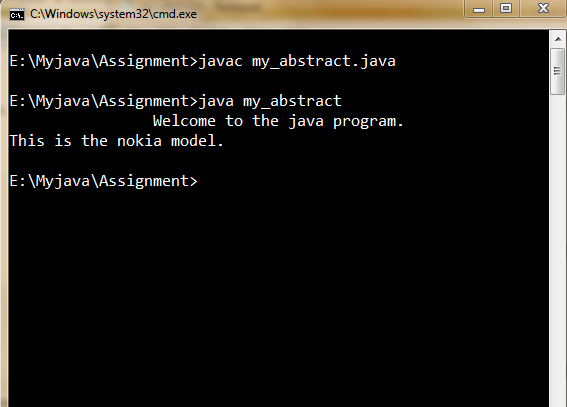 C:\Windows\system32\cmd.exe
E:\Myjava\Assignment>javac my_abstract.java
E:\Myjava\Assignment>java my_abstract
Welcome to the java program.
This is the nokia model.
E:\Myjava\Assignment>